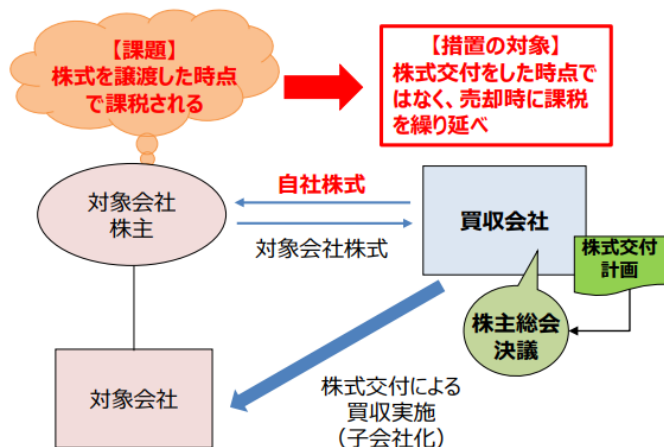 【課題】
株式を譲渡した時点
で課税される
【措置の対象】
株式交付をした時点で
はなく、売却時に課税
を繰り延べ
対象会社
株主
自社株式
対象会社株式
買収会社
株式交付
計画
株主総会
決議
対象会社
株式交付による
買収実施
（子会社化）